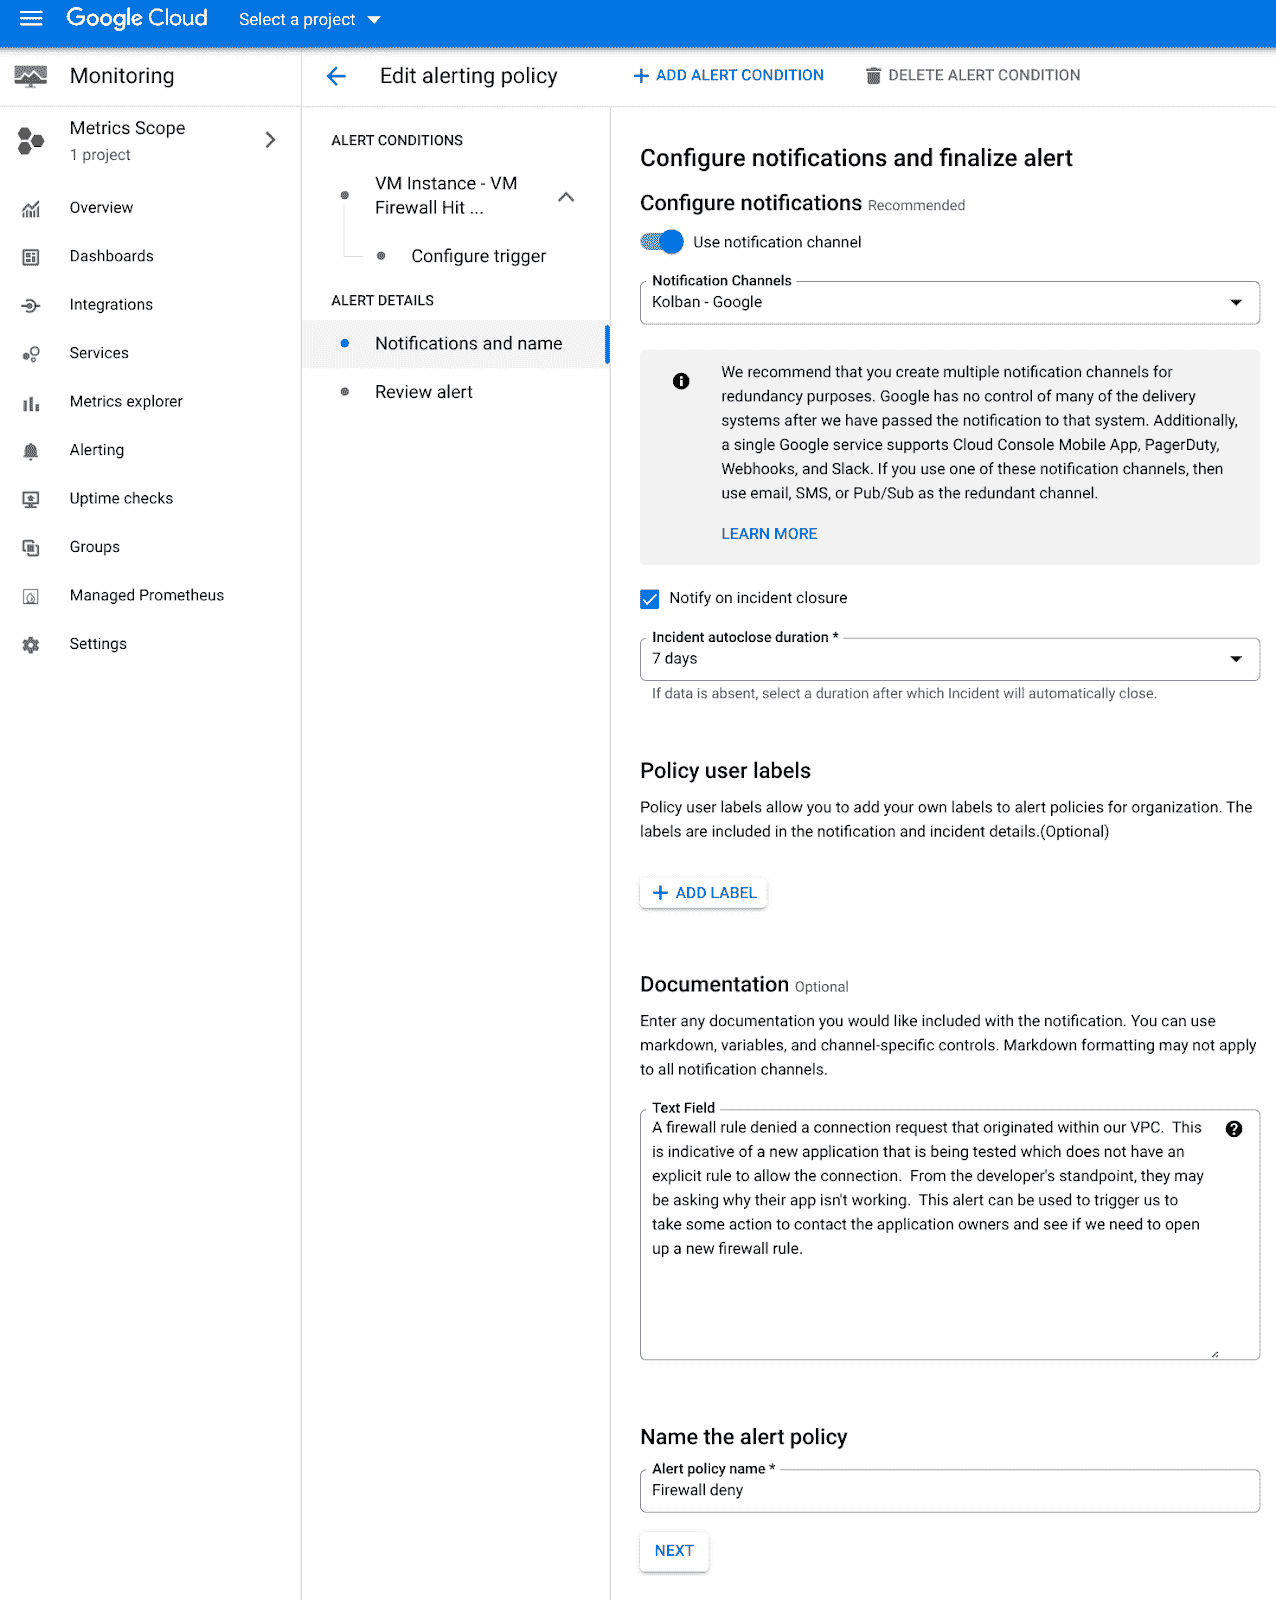 Google Cloud
Select a project
Monitoring
Edit alerting policy
ADD ALERT CONDITION
DELETE ALERT CONDITION
Metrics Scope
1 project
Overview
Dashboards
Integrations
Services
Metrics explorer
Alerting
Uptime checks
Groups
Managed Prometheus
Settings
ALERT CONDITIONS
VM Instance - VM
Firewall Hit ...
Configure trigger
ALERT DETAILS
Notifications and name
Review alert
Configure notifications and finalize alert
Configure notifications Recommended
Use notification channel
Notification Channels
Kolban - Google
We recommend that you create multiple notification channels for
redundancy purposes. Google has no control of many of the delivery
systems after we have passed the notification to that system. Additionally,
a single Google service supports Cloud Console Mobile App, PagerDuty,
Webhooks, and Slack. If you use one of these notification channels, then
use email, SMS, or Pub/Sub as the redundant channel.
LEARN MORE
Notify on incident closure
Incident autoclose duration *
7 days
If data is absent, select a duration after which Incident will automatically close.
Policy user labels
Policy user labels allow you to add your own labels to alert policies for organization. The
labels are included in the notification and incident details.(Optional)
ADD LABEL
Documentation Optional
Enter any documentation you would like included with the notification. You can use
markdown, variables, and channel-specific controls. Markdown formatting may not apply
to all notification channels.
Text Field
A firewall rule denied a connection request that originated within our VPC.  This
is indicative of a new application that is being tested which does not have an
explicit rule to allow the connection.  From the developer's standpoint, they may
be asking why their app isn't working.  This alert can be used to trigger us to
take some action to contact the application owners and see if we need to open
up a new firewall rule.
Name the alert policy
Alert policy name *
Firewall deny
NEXT